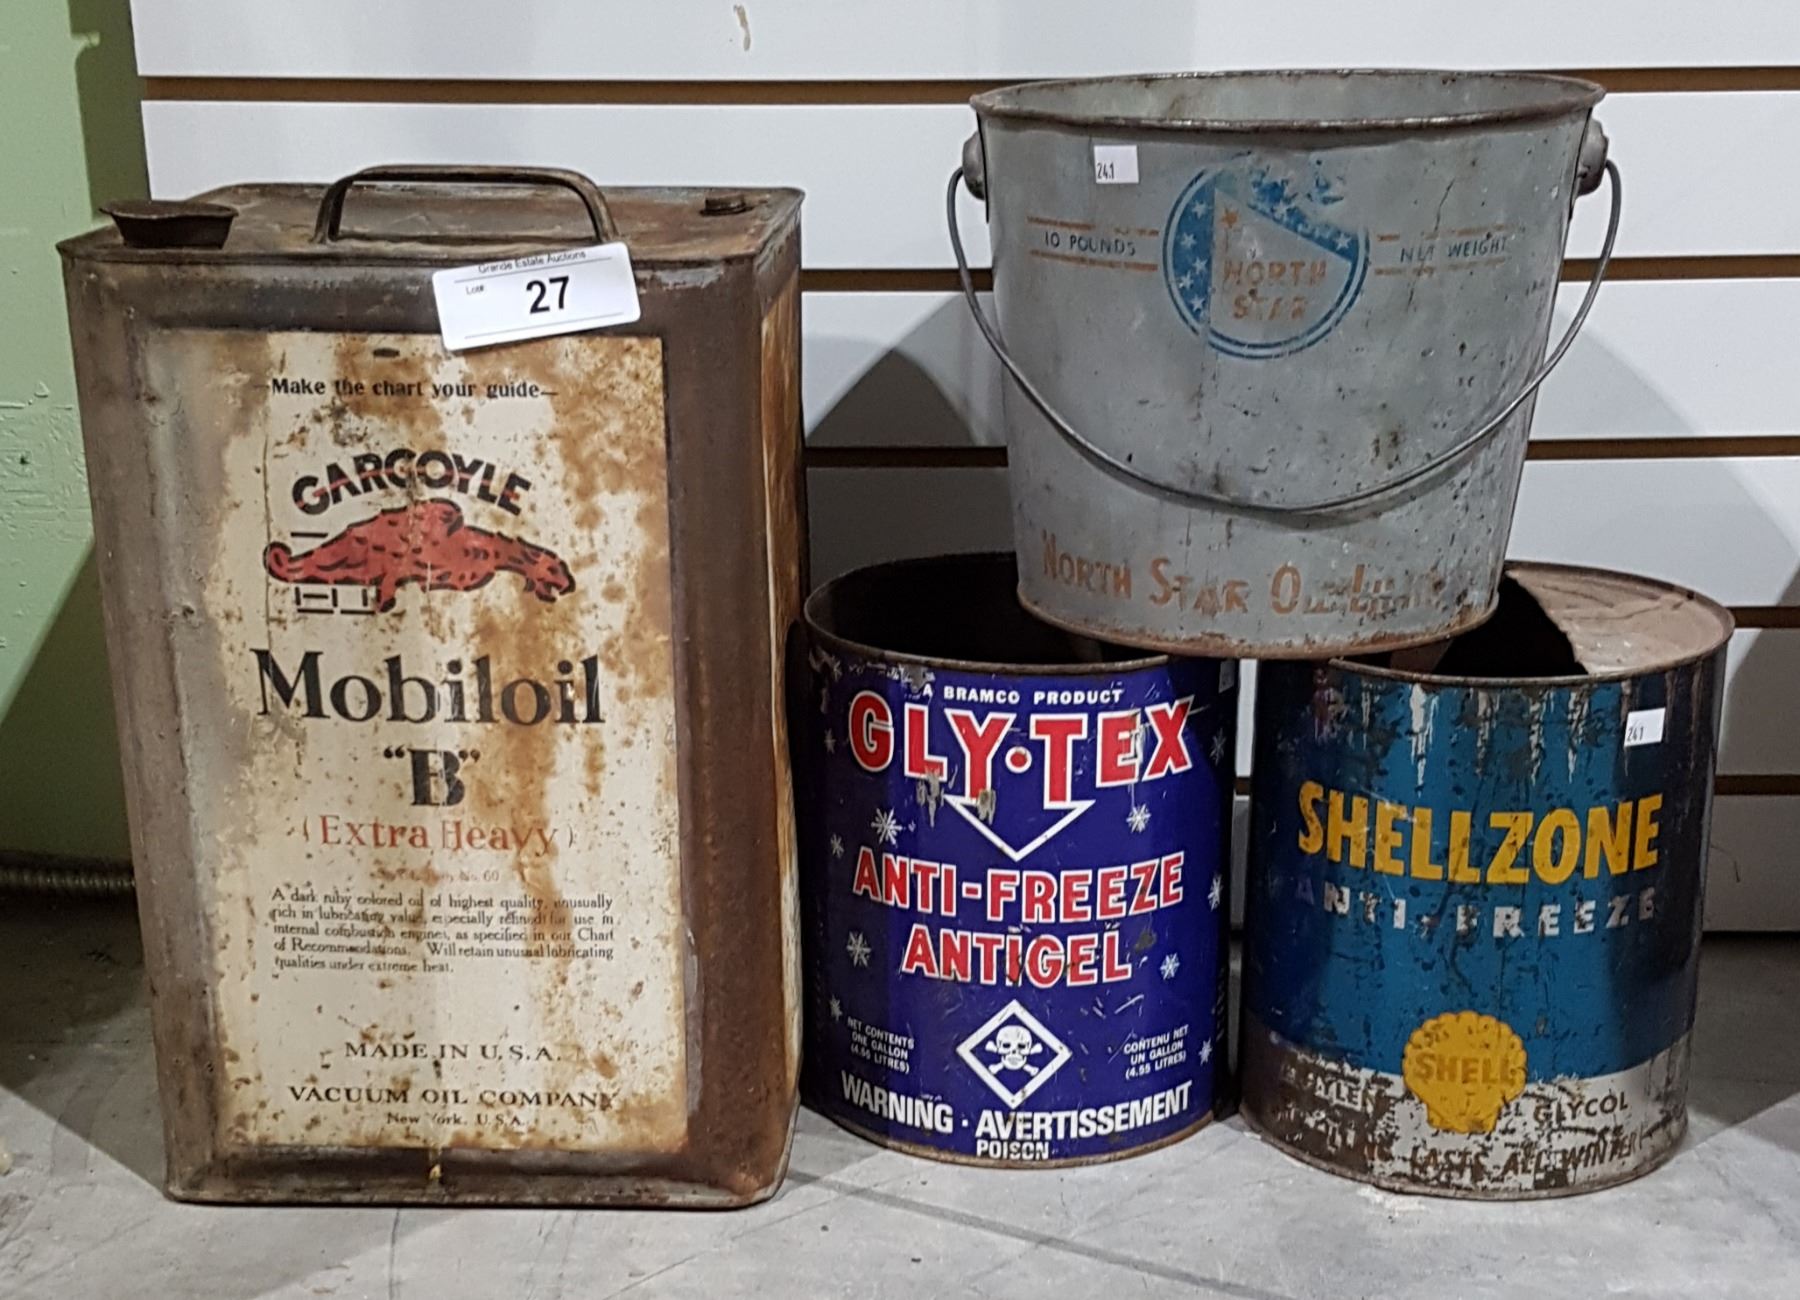 Grande Estate Auctions
Lot#:
27
Make the chart your guide—
GARGOYLE
Mobiloil
"B"
(Extra Heavy)
No. 60
A dark ruby colored oil of highest quality, unusually
rich in lubricating value, especially refined for use in
internal combustion engines, as specified in our Chart
of Recommendations. Will retain unusual lubricating
qualities under extreme heat.
MADE IN U.S.A.
VACUUM OIL COMPANY
New York, U.S.A.
241
10 POUNDS
NET WEIGHT
NORTH
STAR
NORTH STAR OIL
A BRAMCO PRODUCT
GLY·TEX
ANTI-FREEZE
ANTIGEL
NET CONTENTS
ONE GALLON
(4.55 LITRES)
CONTENU NET
UN GALLON
(4.55 LITRES)
WARNING · AVERTISSEMENT
POISON
241
SHELLZONE
ANTI-FREEZE
SHELL
GLYCOL
LASTS ALL WINTER